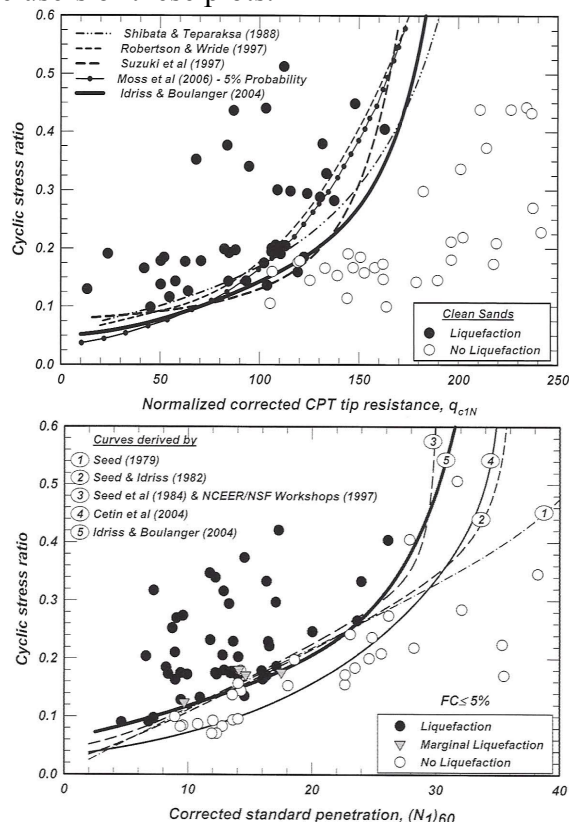 0.6
Shibata & Teparaksa (1988)
Robertson & Wride (1997)
Suzuki et al (1997)
Moss et al (2006) - 5% Probability
Idriss & Boulanger (2004)
0.5
0.4
0.3
0.2
0.1
0.0
Cyclic stress ratio
Clean Sands
Liquefaction
No Liquefaction
0 50 100 150 200 250
Normalized corrected CPT tip resistance, qc1N
0.6
Curves derived by
1 Seed (1979)
2 Seed & Idriss (1982)
3 Seed et al (1984) & NCEER/NSF Workshops (1997)
4 Cetin et al (2004)
5 Idriss & Boulanger (2004)
3
5
4
2
1
0.5
0.4
0.3
0.2
0.1
0.0
Cyclic stress ratio
FC ≤ 5%
Liquefaction
Marginal Liquefaction
No Liquefaction
0 10 20 30 40
Corrected standard penetration, (N1)60